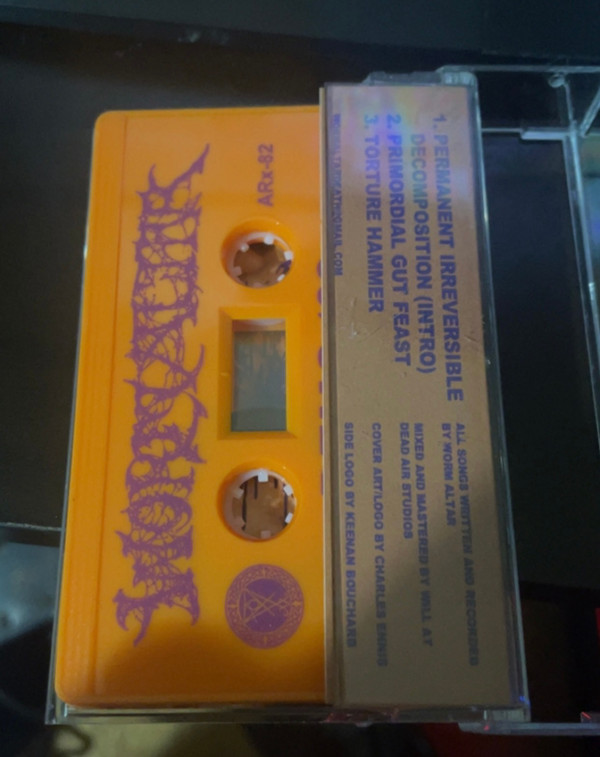 ARX-82
1. PERMANENT IRREVERSIBLE
DECOMPOSITION (INTRO)
2. PRIMORDIAL GUT FEAST
3. TORTURE HAMMER
ALL SONGS WRITTEN AND RECORDED
BY WORM ALTAR
MIXED AND MASTERED BY WILL AT
DEAD AIR STUDIOS
COVER ART/LOGO BY CHARLES ENNIS
SIDE LOGO BY KEENAN BOUCHARD